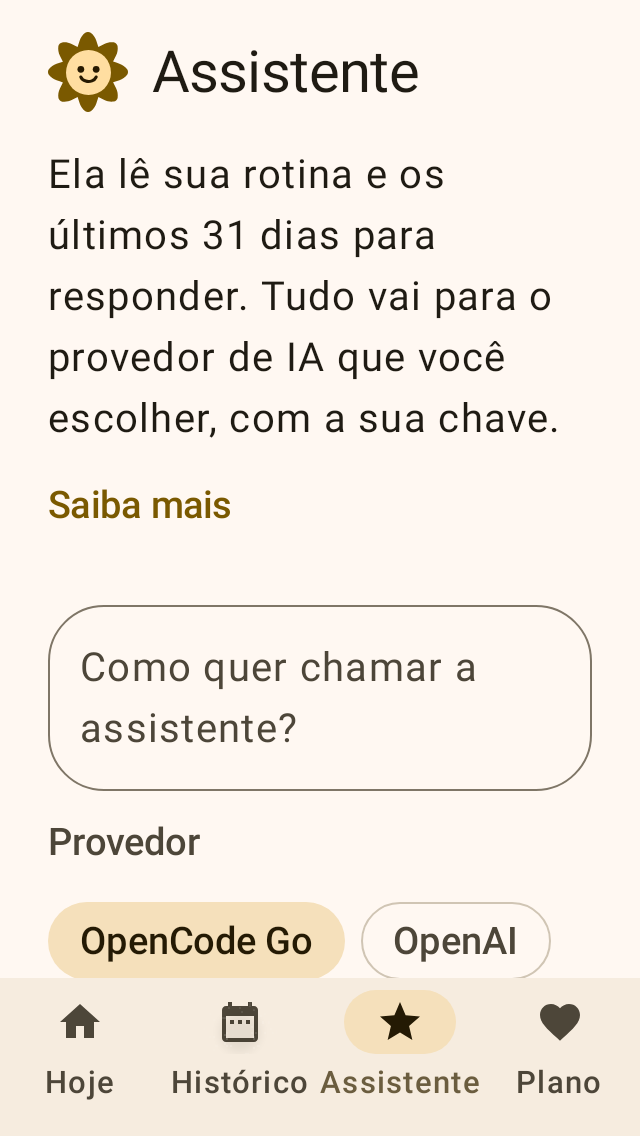 Assistente
Ela lê sua rotina e os
últimos 31 dias para
responder. Tudo vai para o
provedor de IA que você
escolher, com a sua chave.
Saiba mais
Como quer chamar a
assistente?
Provedor
OpenCode Go
OpenAI
Hoje
Histórico
Assistente
Plano